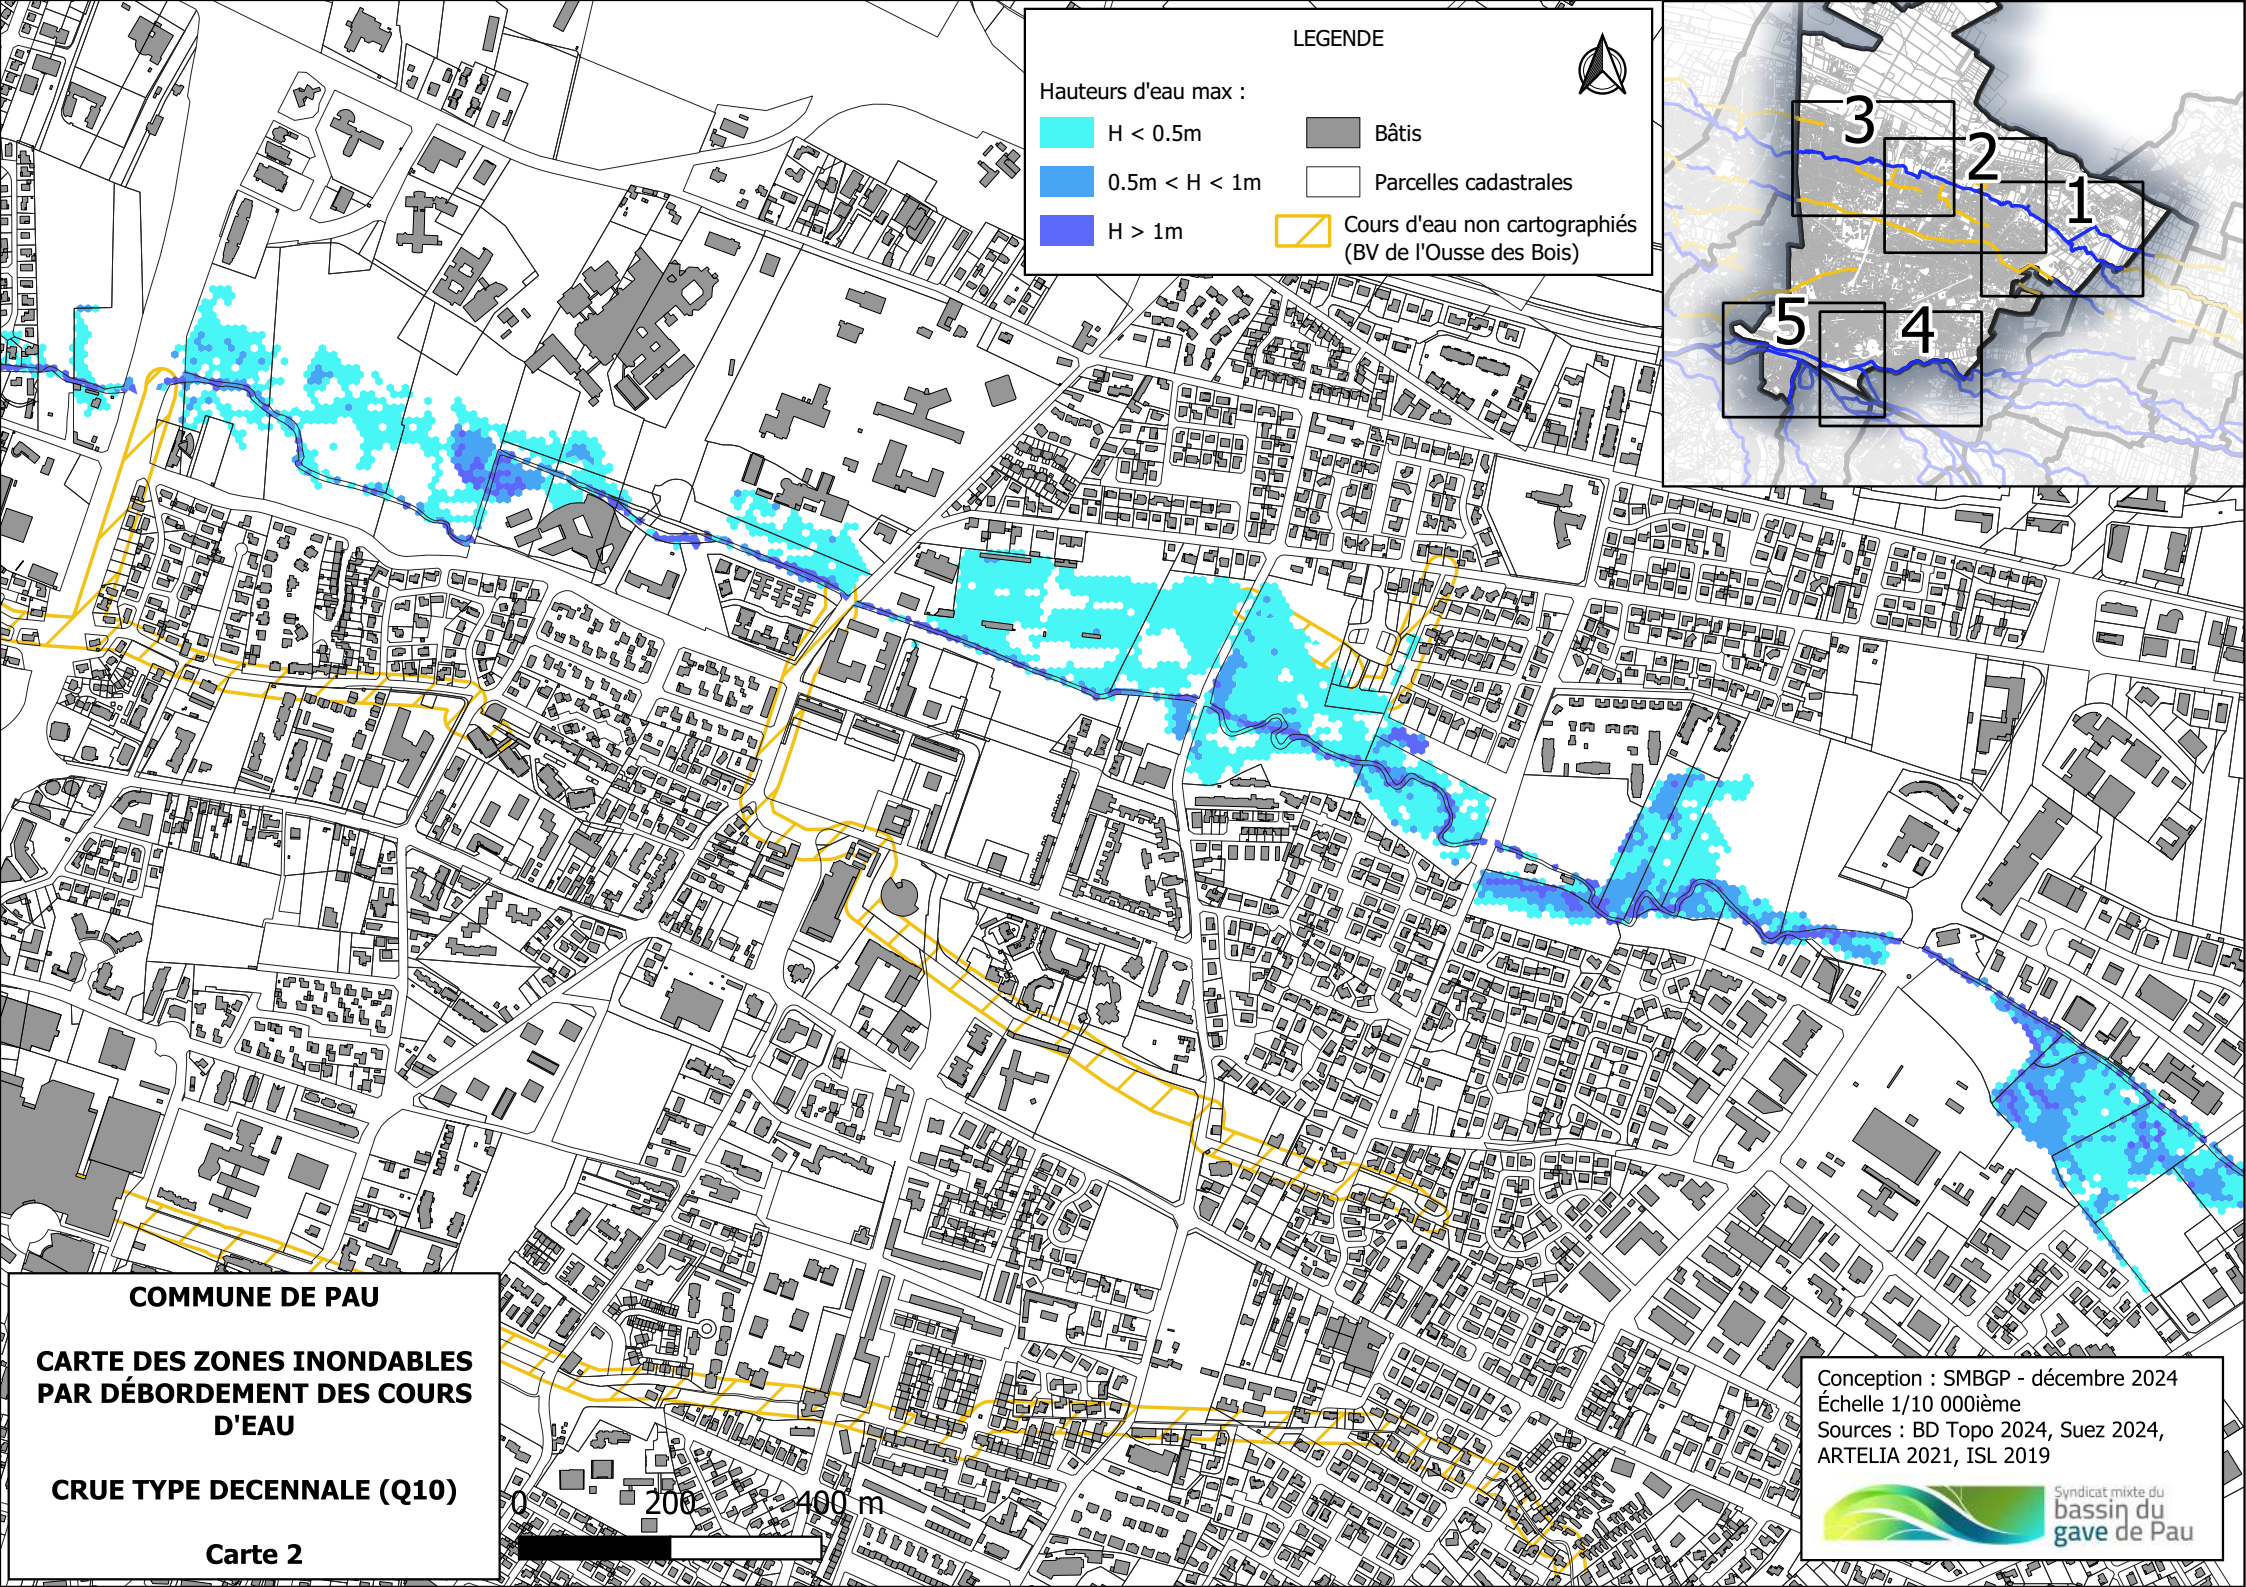 LEGENDE
Hauteurs d'eau max :
H < 0.5m
0.5m < H < 1m
H > 1m
Bâtis
Parcelles cadastrales
Cours d'eau non cartographiés
(BV de l'Ousse des Bois)
3
2
1
5
4
COMMUNE DE PAU
CARTE DES ZONES INONDABLES
PAR DÉBORDEMENT DES COURS
D'EAU
CRUE TYPE DECENNALE (Q10)
Carte 2
0 200 400 m
Conception : SMBGP - décembre 2024
Échelle 1/10 000ième
Sources : BD Topo 2024, Suez 2024,
ARTELIA 2021, ISL 2019
Syndicat mixte du
bassin du
gave de Pau